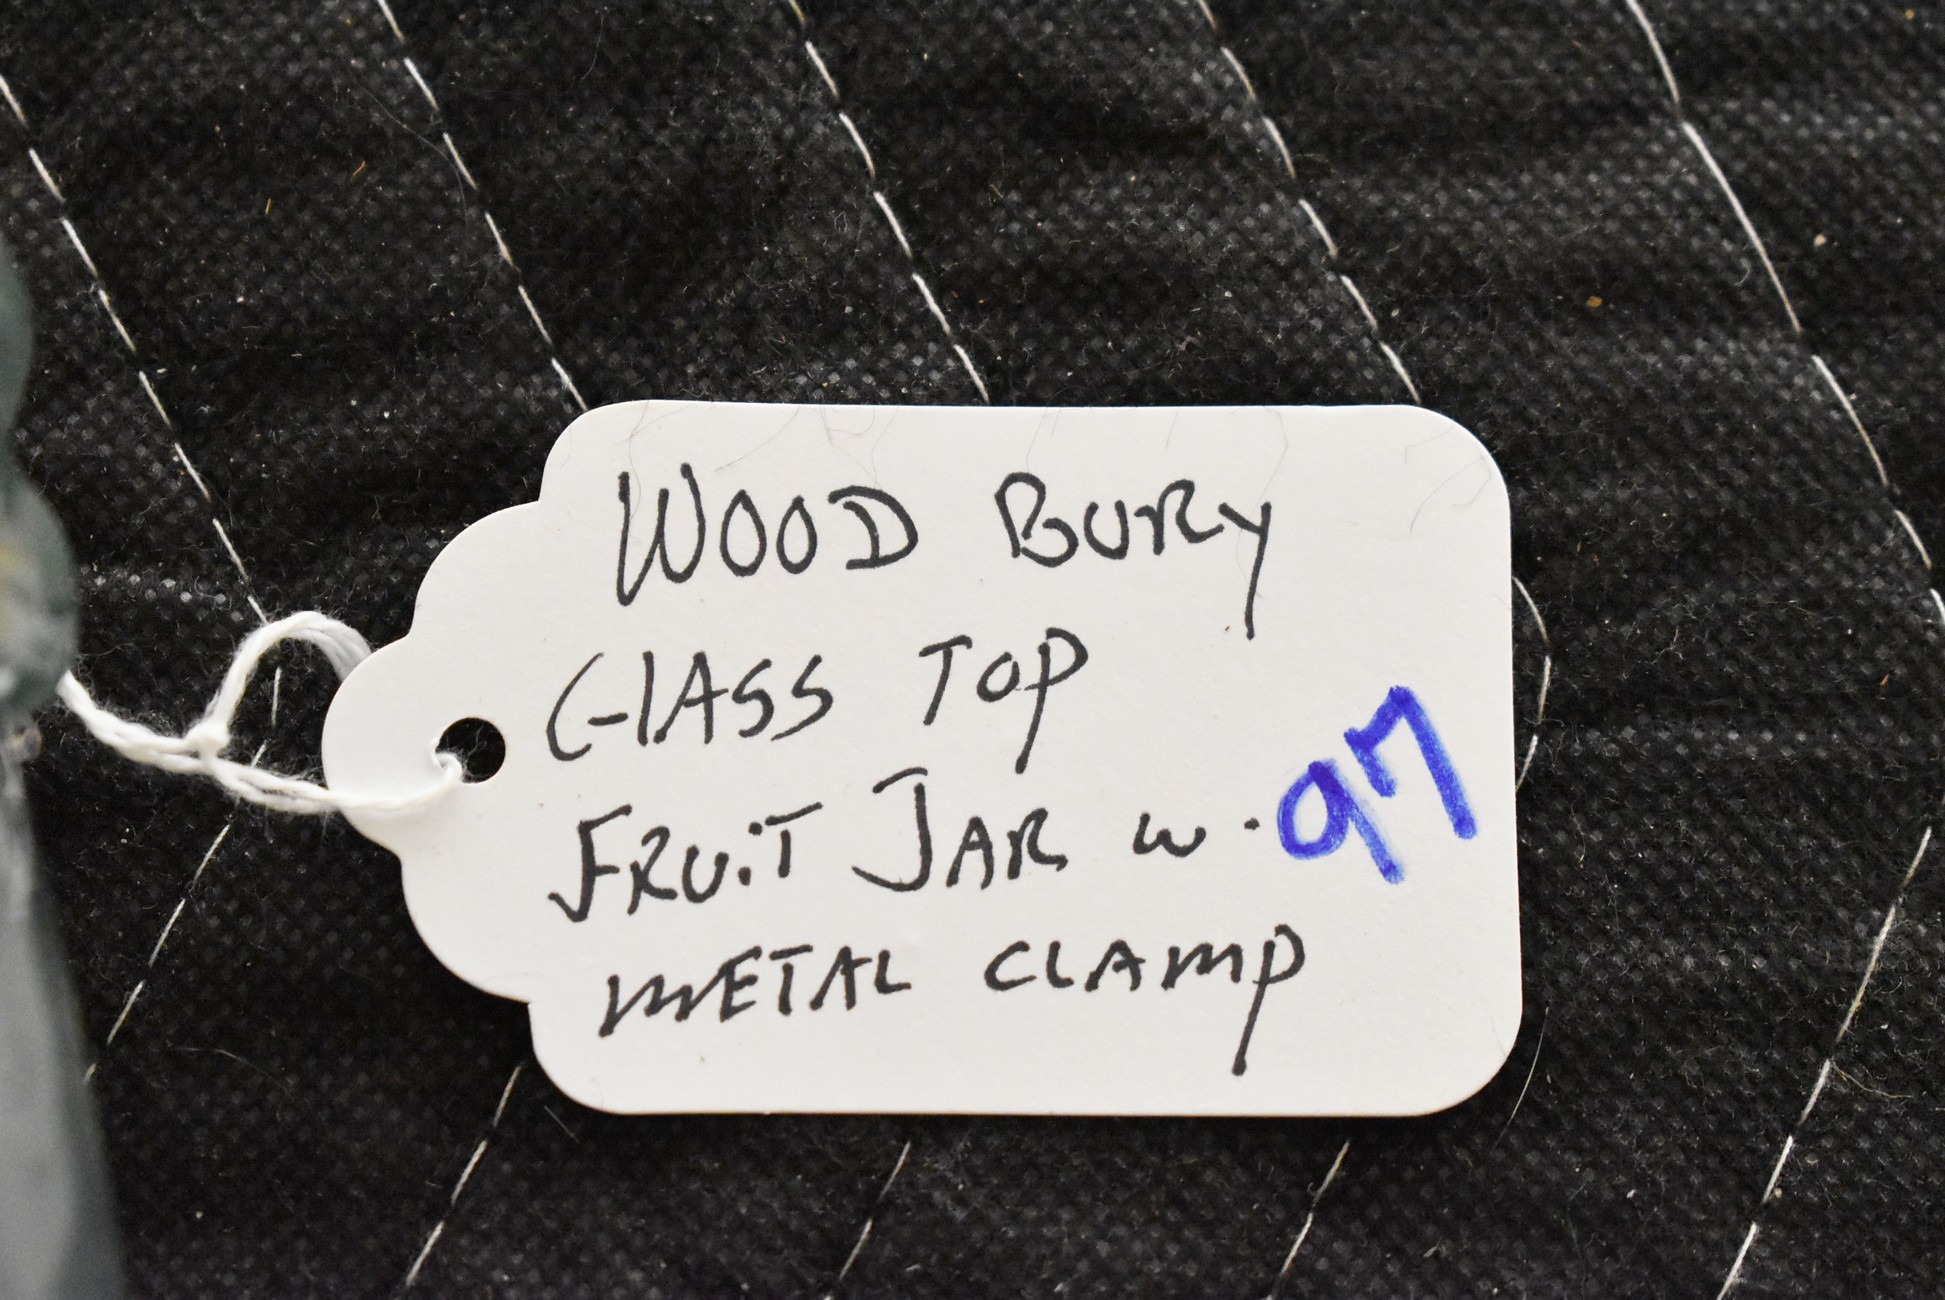 WOOD BURY
GLASS TOP
FRUIT JAR w.
METAL CLAMP
97